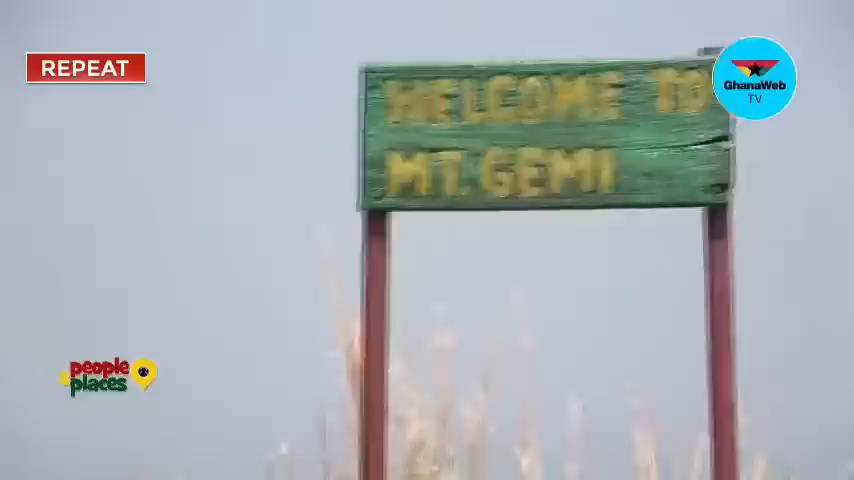 REPEAT
WELCOME TO
MT. GEMI
GhanaWeb
TV
people
& places